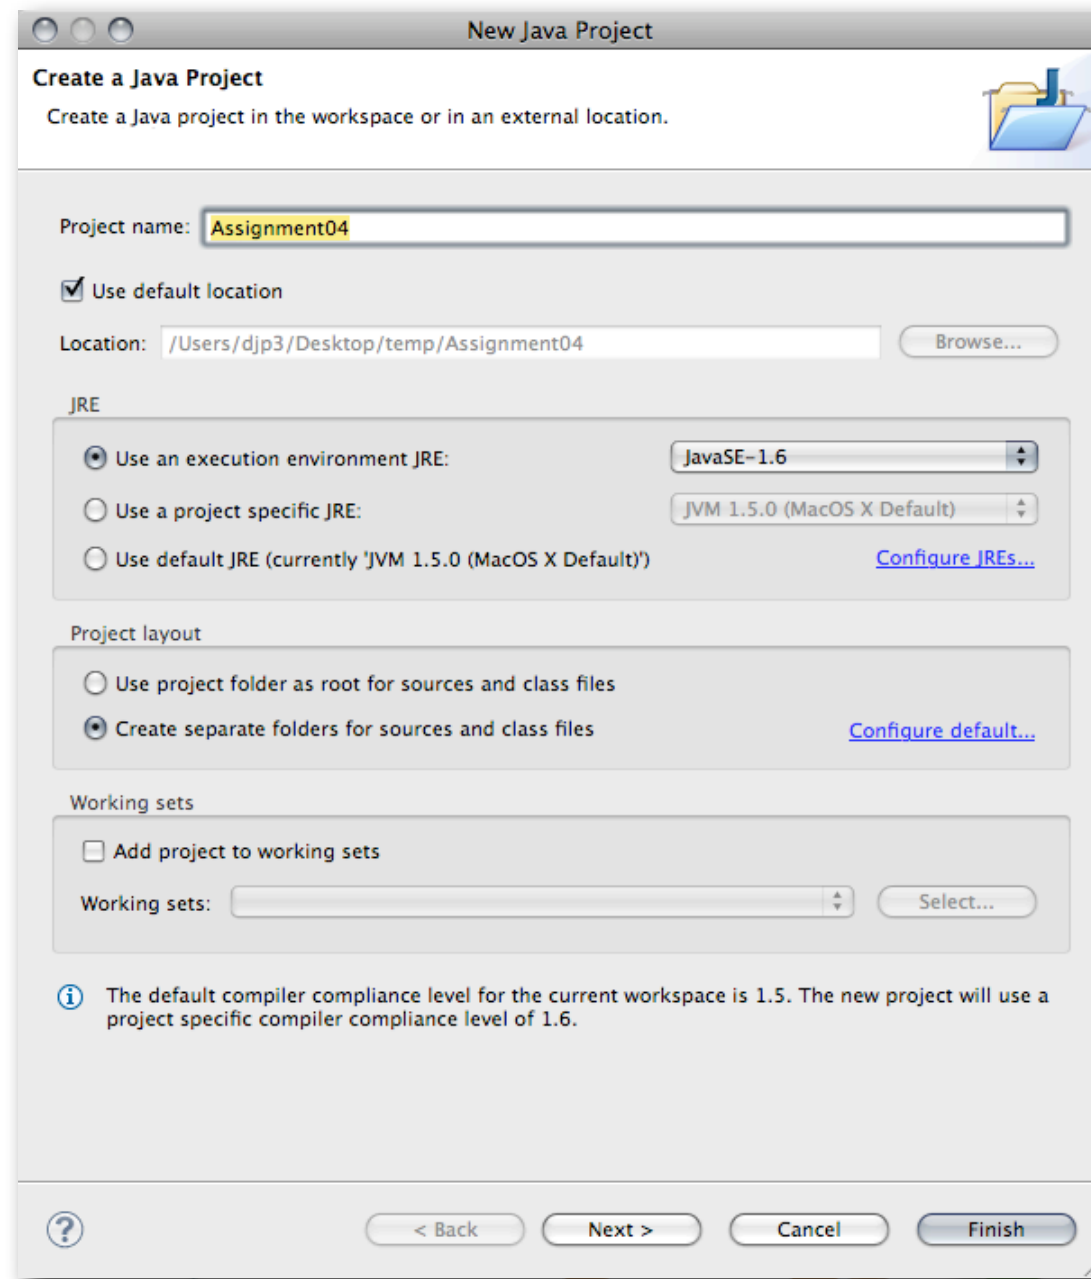 New Java Project
Create a Java Project
Create a Java project in the workspace or in an external location.
Project name: Assignment04
Use default location
Location: /Users/djp3/Desktop/temp/Assignment04 Browse...
JRE
Use an execution environment JRE: JavaSE-1.6
Use a project specific JRE: JVM 1.5.0 (MacOS X Default)
Use default JRE (currently 'JVM 1.5.0 (MacOS X Default)') Configure JREs...
Project layout
Use project folder as root for sources and class files
Create separate folders for sources and class files Configure default...
Working sets
Add project to working sets
Working sets: Select...
The default compiler compliance level for the current workspace is 1.5. The new project will use a
project specific compiler compliance level of 1.6.
? < Back Next > Cancel Finish